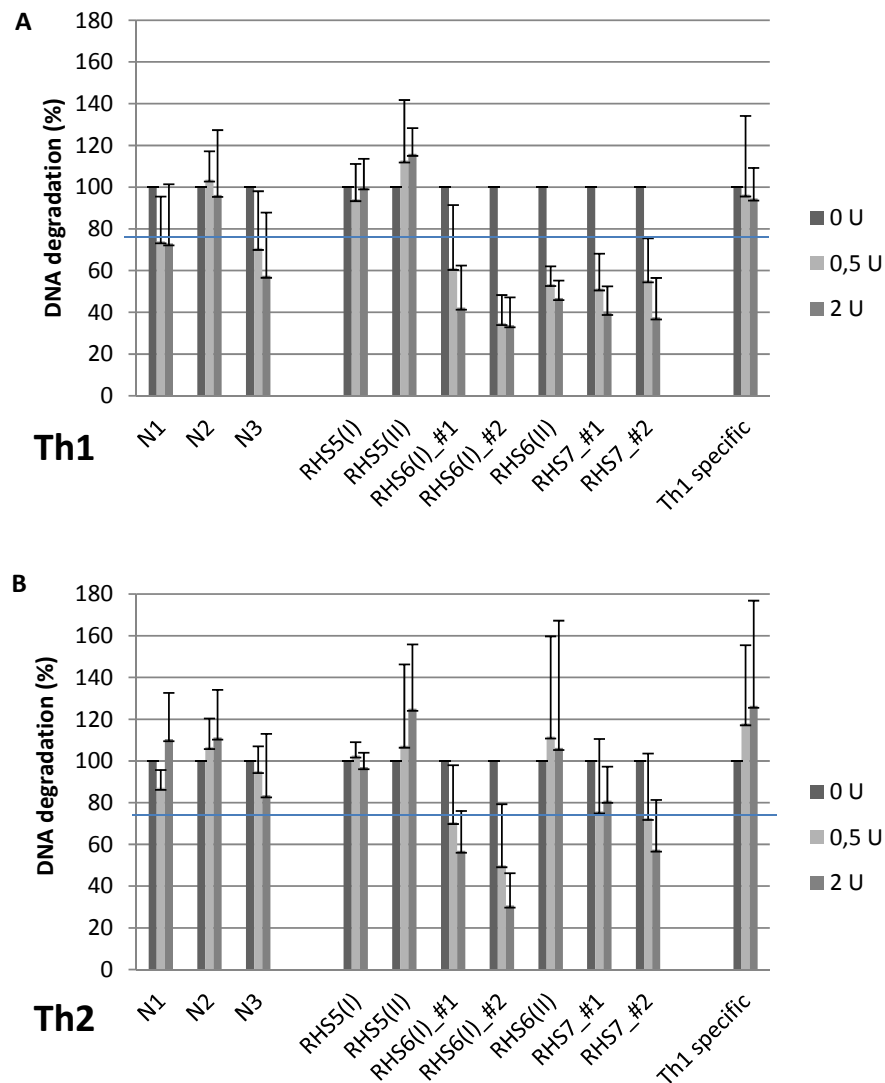 A
DNA degradation (%)
180
160
140
120
100
80
60
40
20
0
N1
N2
N3
RHS5(I)
RHS5(II)
RHS6(I)_#1
RHS6(I)_#2
RHS6(II)
RHS7_#1
RHS7_#2
Th1 specific
0 U
0,5 U
2 U
Th1
B
DNA degradation (%)
180
160
140
120
100
80
60
40
20
0
N1
N2
N3
RHS5(I)
RHS5(II)
RHS6(I)_#1
RHS6(I)_#2
RHS6(II)
RHS7_#1
RHS7_#2
Th1 specific
0 U
0,5 U
2 U
Th2